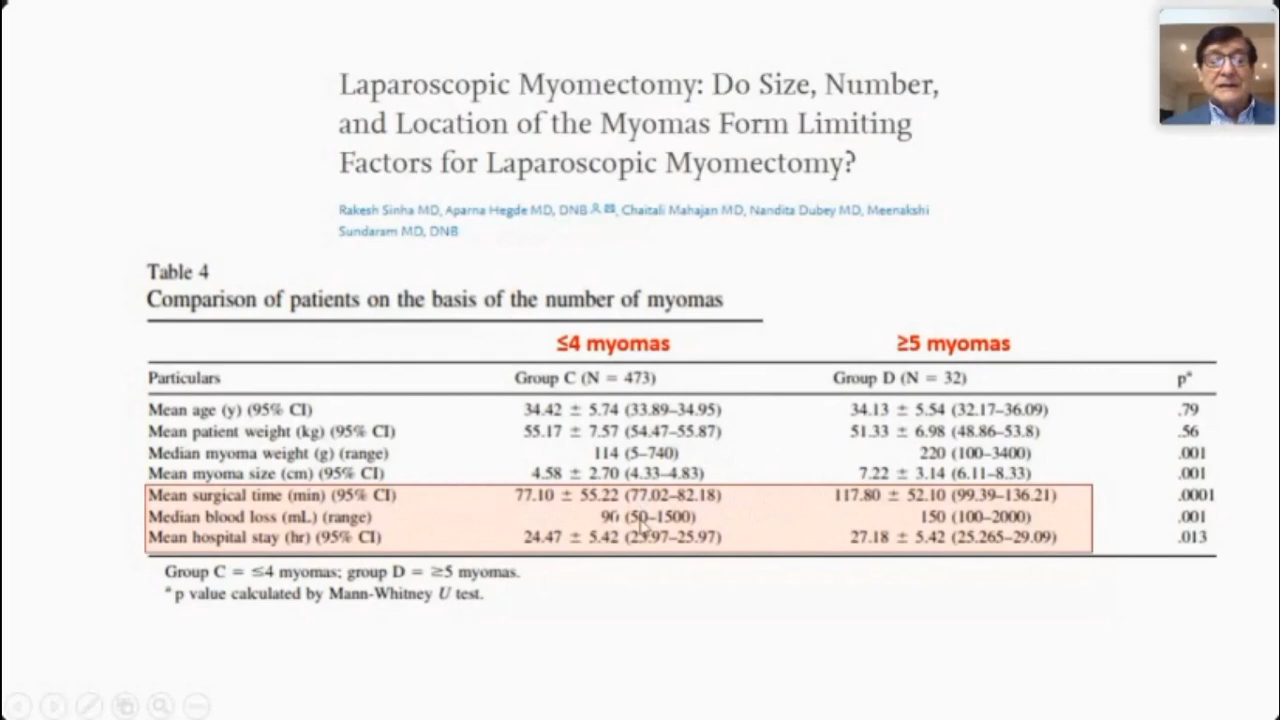 Laparoscopic Myomectomy: Do Size, Number,
and Location of the Myomas Form Limiting
Factors for Laparoscopic Myomectomy?
Rakesh Sinha MD, Aparna Hegde MD, DNB, Chaitali Mahajan MD, Nandita Dubey MD, Meenakshi
Sundaram MD, DNB
Table 4
Comparison of patients on the basis of the number of myomas
≤4 myomas ≥5 myomas
Particulars Group C (N = 473) Group D (N = 32) p*
Mean age (y) (95% CI) 34.42 ± 5.74 (33.89–34.95) 34.13 ± 5.54 (32.17–36.09) .79
Mean patient weight (kg) (95% CI) 55.17 ± 7.57 (54.47–55.87) 51.33 ± 6.98 (48.86–53.8) .56
Median myoma weight (g) (range) 114 (5–740) 220 (100–3400) .001
Mean myoma size (cm) (95% CI) 4.58 ± 2.70 (4.33–4.83) 7.22 ± 3.14 (6.11–8.33) .001
Mean surgical time (min) (95% CI) 77.10 ± 55.22 (77.02–82.18) 117.80 ± 52.10 (99.39–136.21) .0001
Median blood loss (mL) (range) (50–1500) 150 (100–2000) .001
Mean hospital stay (hr) (95% CI) 24.47 ± 5.42 27.18 ± 5.42 (25.265–29.09) .013
Group C = ≤4 myomas; group D = ≥5 myomas.
* p value calculated by Mann-Whitney U test.